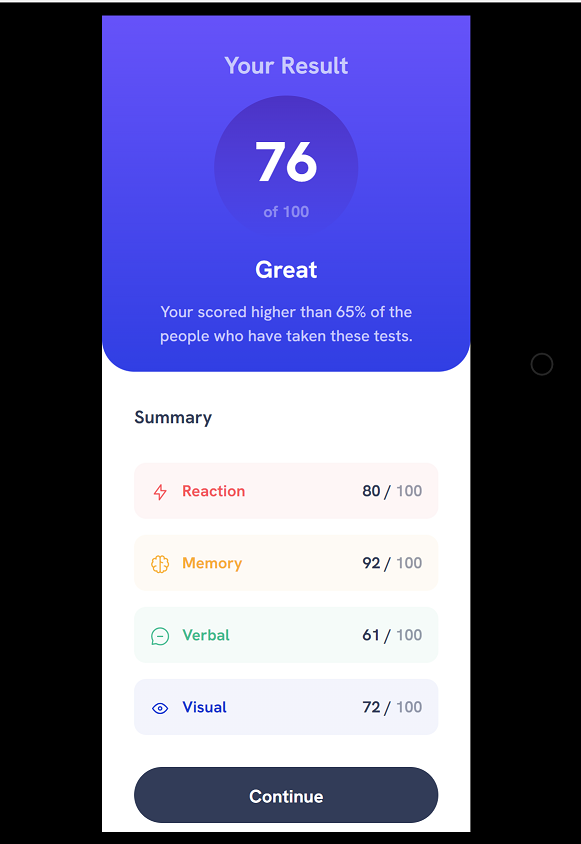 Your Result
76
of 100
Great
Your scored higher than 65% of the
people who have taken these tests.
Summary
Reaction 80 / 100
Memory 92 / 100
Verbal 61 / 100
Visual 72 / 100
Continue